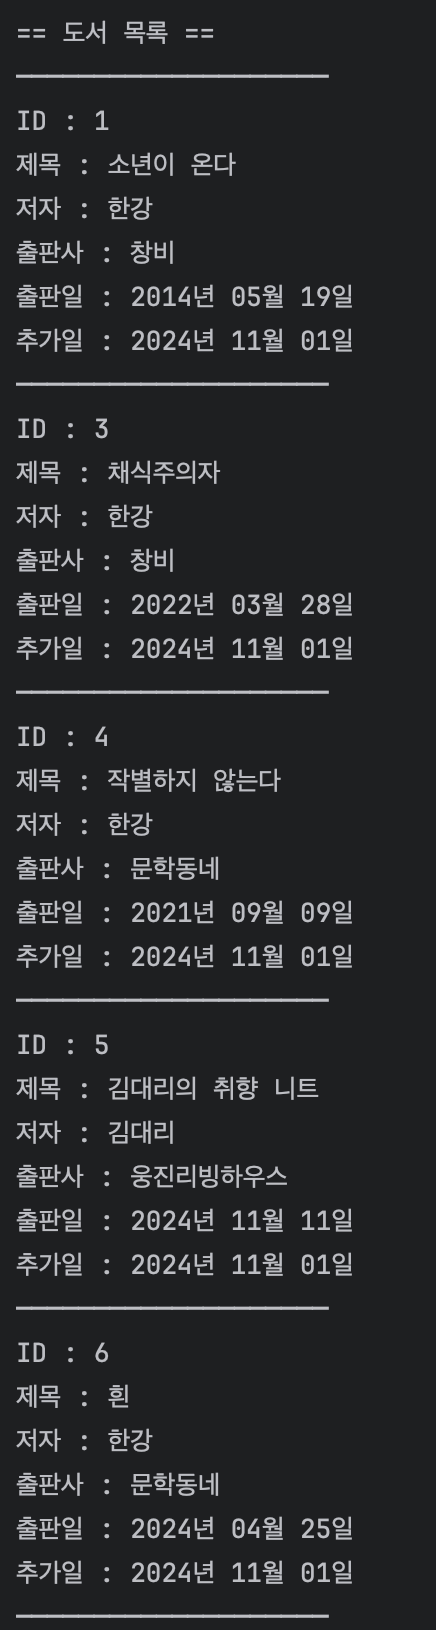 == 도서 목록 ==
ID : 1
제목 : 소년이 온다
저자 : 한강
출판사 : 창비
출판일 : 2014년 05월 19일
추가일 : 2024년 11월 01일
ID : 3
제목 : 채식주의자
저자 : 한강
출판사 : 창비
출판일 : 2022년 03월 28일
추가일 : 2024년 11월 01일
ID : 4
제목 : 작별하지 않는다
저자 : 한강
출판사 : 문학동네
출판일 : 2021년 09월 09일
추가일 : 2024년 11월 01일
ID : 5
제목 : 김대리의 취향 니트
저자 : 김대리
출판사 : 웅진리빙하우스
출판일 : 2024년 11월 11일
추가일 : 2024년 11월 01일
ID : 6
제목 : 흰
저자 : 한강
출판사 : 문학동네
출판일 : 2024년 04월 25일
추가일 : 2024년 11월 01일